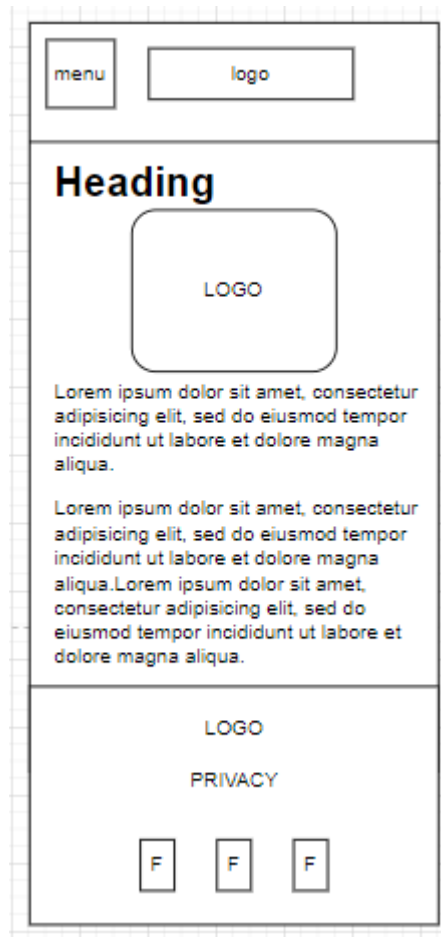 menu logo
Heading
LOGO
Lorem ipsum dolor sit amet, consectetur
adipisicing elit, sed do eiusmod tempor
incididunt ut labore et dolore magna
aliqua.
Lorem ipsum dolor sit amet, consectetur
adipisicing elit, sed do eiusmod tempor
incididunt ut labore et dolore magna
aliqua.Lorem ipsum dolor sit amet,
consectetur adipisicing elit, sed do
eiusmod tempor incididunt ut labore et
dolore magna aliqua.
LOGO
PRIVACY
F F F